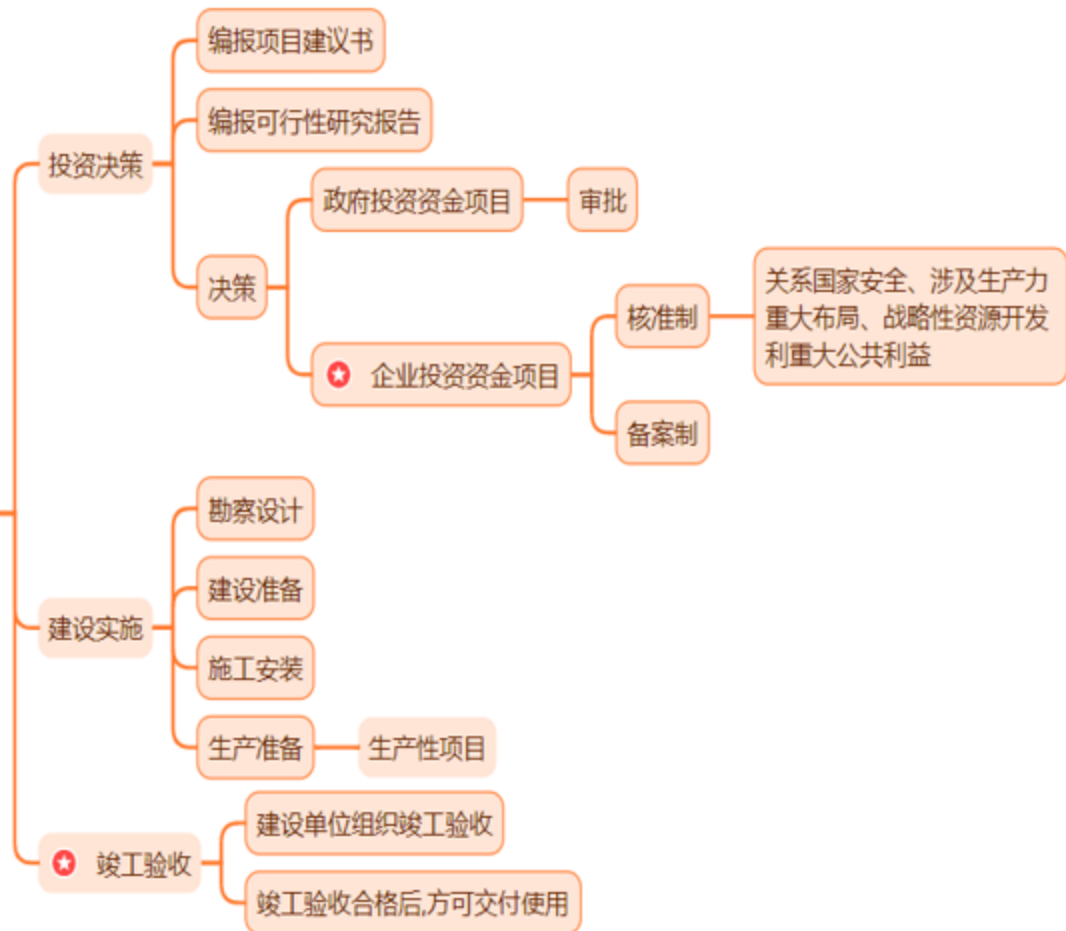 编报项目建议书
编报可行性研究报告
投资决策
政府投资资金项目
审批
决策
关系国家安全、涉及生产力
重大布局、战略性资源开发
利重大公共利益
核准制
企业投资资金项目
备案制
勘察设计
建设准备
建设实施
施工安装
生产准备
生产性项目
建设单位组织竣工验收
竣工验收
竣工验收合格后,方可交付使用